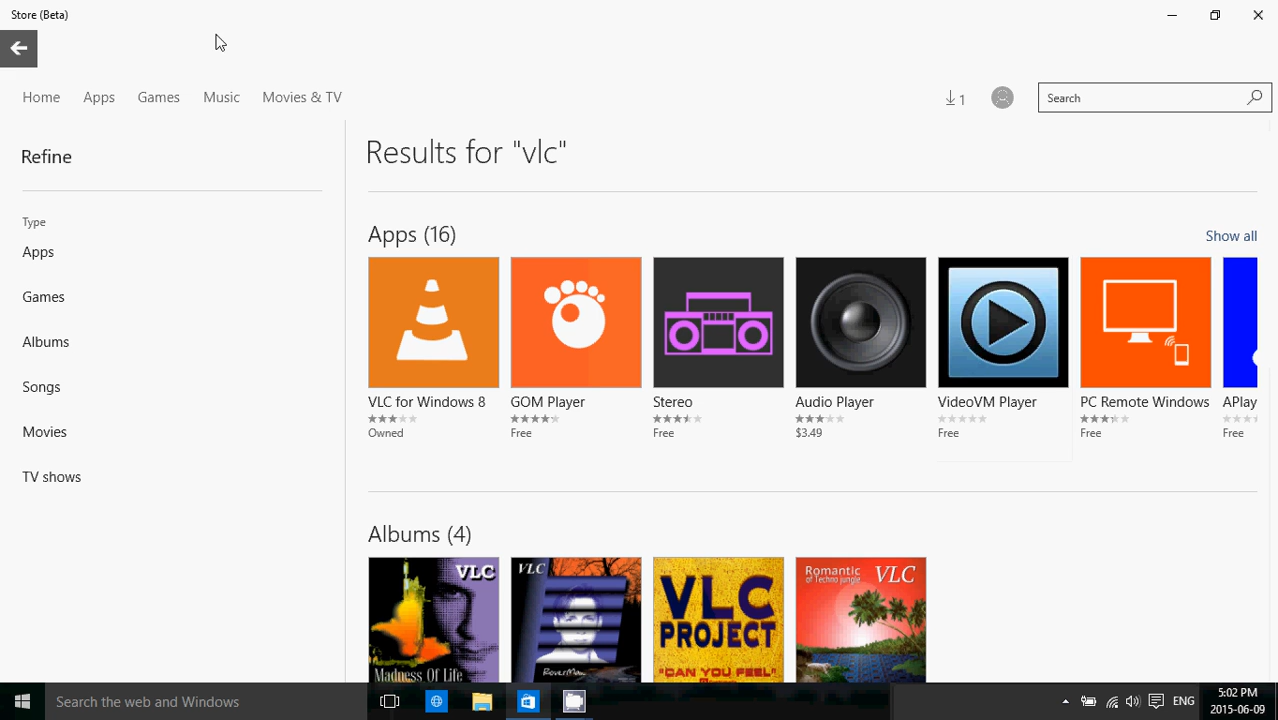 Store (Beta)
Home Apps Games Music Movies & TV 1 Search
Refine
Type
Apps
Games
Albums
Songs
Movies
TV shows
Results for "vlc"
Apps (16) Show all
VLC for Windows 8
Owned
GOM Player
Free
Stereo
Free
Audio Player
$3.49
VideoVM Player
Free
PC Remote Windows
Free
APlay
Free
Albums (4)
VLC
Madness Of Life
VLC
RoverMan
VLC
PROJECT
"CAN YOU FEEL"
Romantic
of Techno jungle
VLC
Search the web and Windows
ENG
5:02 PM
2015-06-09